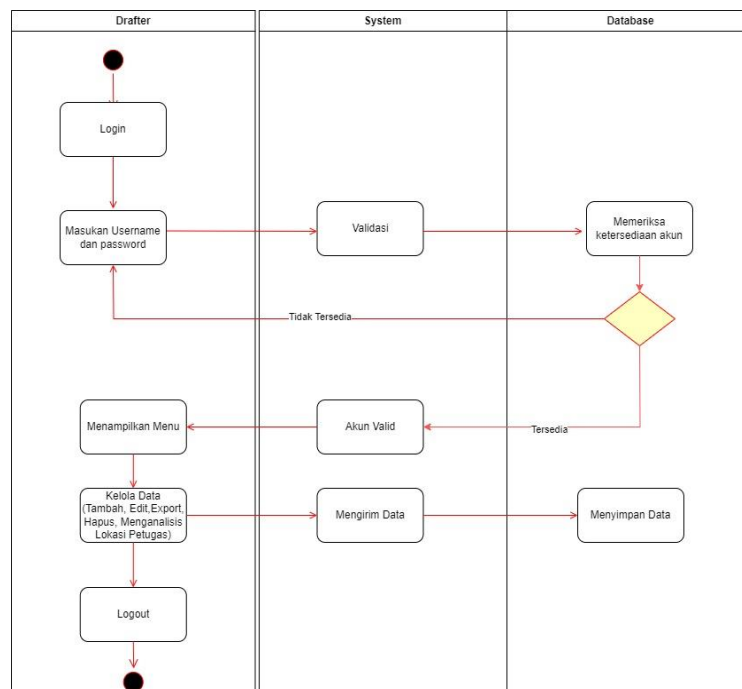 Drafter
System
Database
Login
Masukan Username
dan password
Validasi
Memeriksa
ketersediaan akun
Tidak Tersedia
Menampilkan Menu
Akun Valid
Tersedia
Kelola Data
(Tambah, Edit,Export,
Hapus, Menganalisis
Lokasi Petugas)
Mengirim Data
Menyimpan Data
Logout